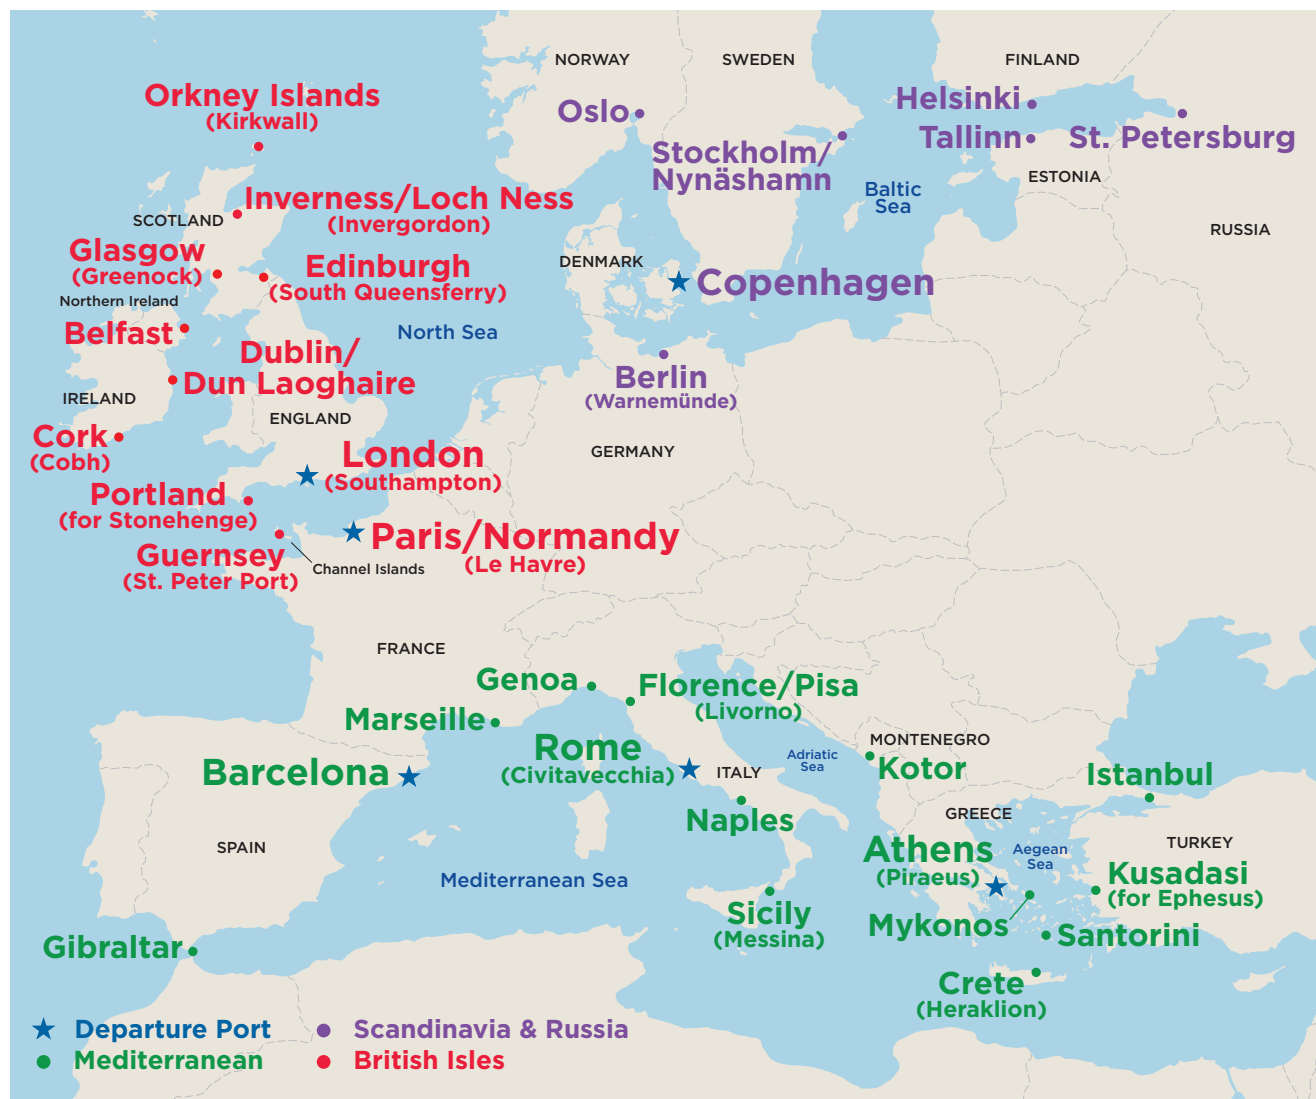 NORWAY
SWEDEN
FINLAND
Orkney Islands
(Kirkwall)
Oslo
Helsinki
Tallinn
St. Petersburg
Stockholm/
Nynäshamn
ESTONIA
Baltic
Sea
Inverness/Loch Ness
(Invergordon)
SCOTLAND
RUSSIA
Glasgow
(Greenock)
Edinburgh
(South Queensferry)
DENMARK
Copenhagen
Northern Ireland
Belfast
North Sea
Dublin/
Dun Laoghaire
Berlin
(Warnemünde)
IRELAND
ENGLAND
Cork
(Cobh)
London
(Southampton)
GERMANY
Portland
(for Stonehenge)
Paris/Normandy
(Le Havre)
Guernsey
(St. Peter Port)
Channel Islands
FRANCE
Genoa
Florence/Pisa
(Livorno)
Marseille
Rome
(Civitavecchia)
Barcelona
ITALY
Adriatic
Sea
MONTENEGRO
Kotor
Istanbul
Naples
GREECE
SPAIN
Athens
(Piraeus)
Aegean
Sea
TURKEY
Mediterranean Sea
Kusadasi
(for Ephesus)
Sicily
(Messina)
Mykonos
Santorini
Gibraltar
Crete
(Heraklion)
Departure Port
Scandinavia & Russia
Mediterranean
British Isles